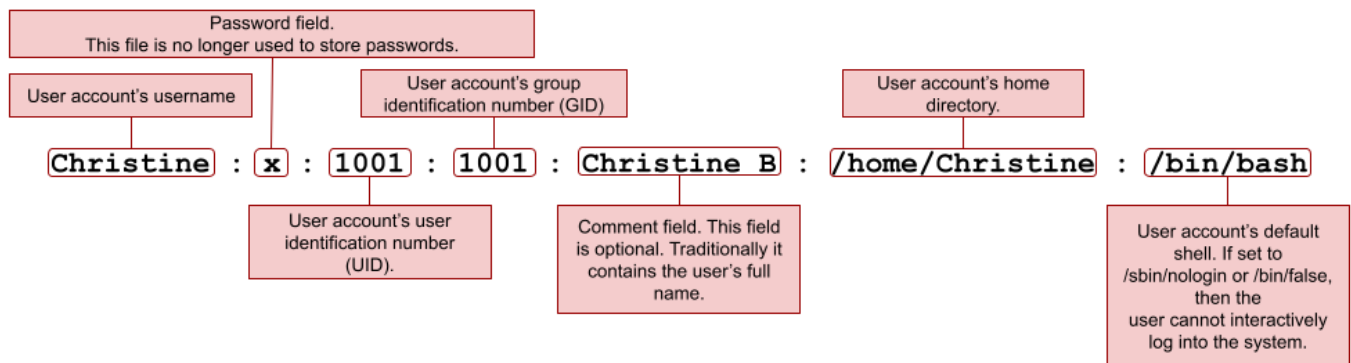 Password field.
This file is no longer used to store passwords.
User account's username
User account's group
identification number (GID)
User account's home
directory.
Christine : x : 1001 : 1001 : Christine B : /home/Christine : /bin/bash
User account's user
identification number
(UID).
Comment field. This field
is optional. Traditionally it
contains the user's full
name.
User account's default
shell. If set to
/sbin/nologin or /bin/false,
then the
user cannot interactively
log into the system.